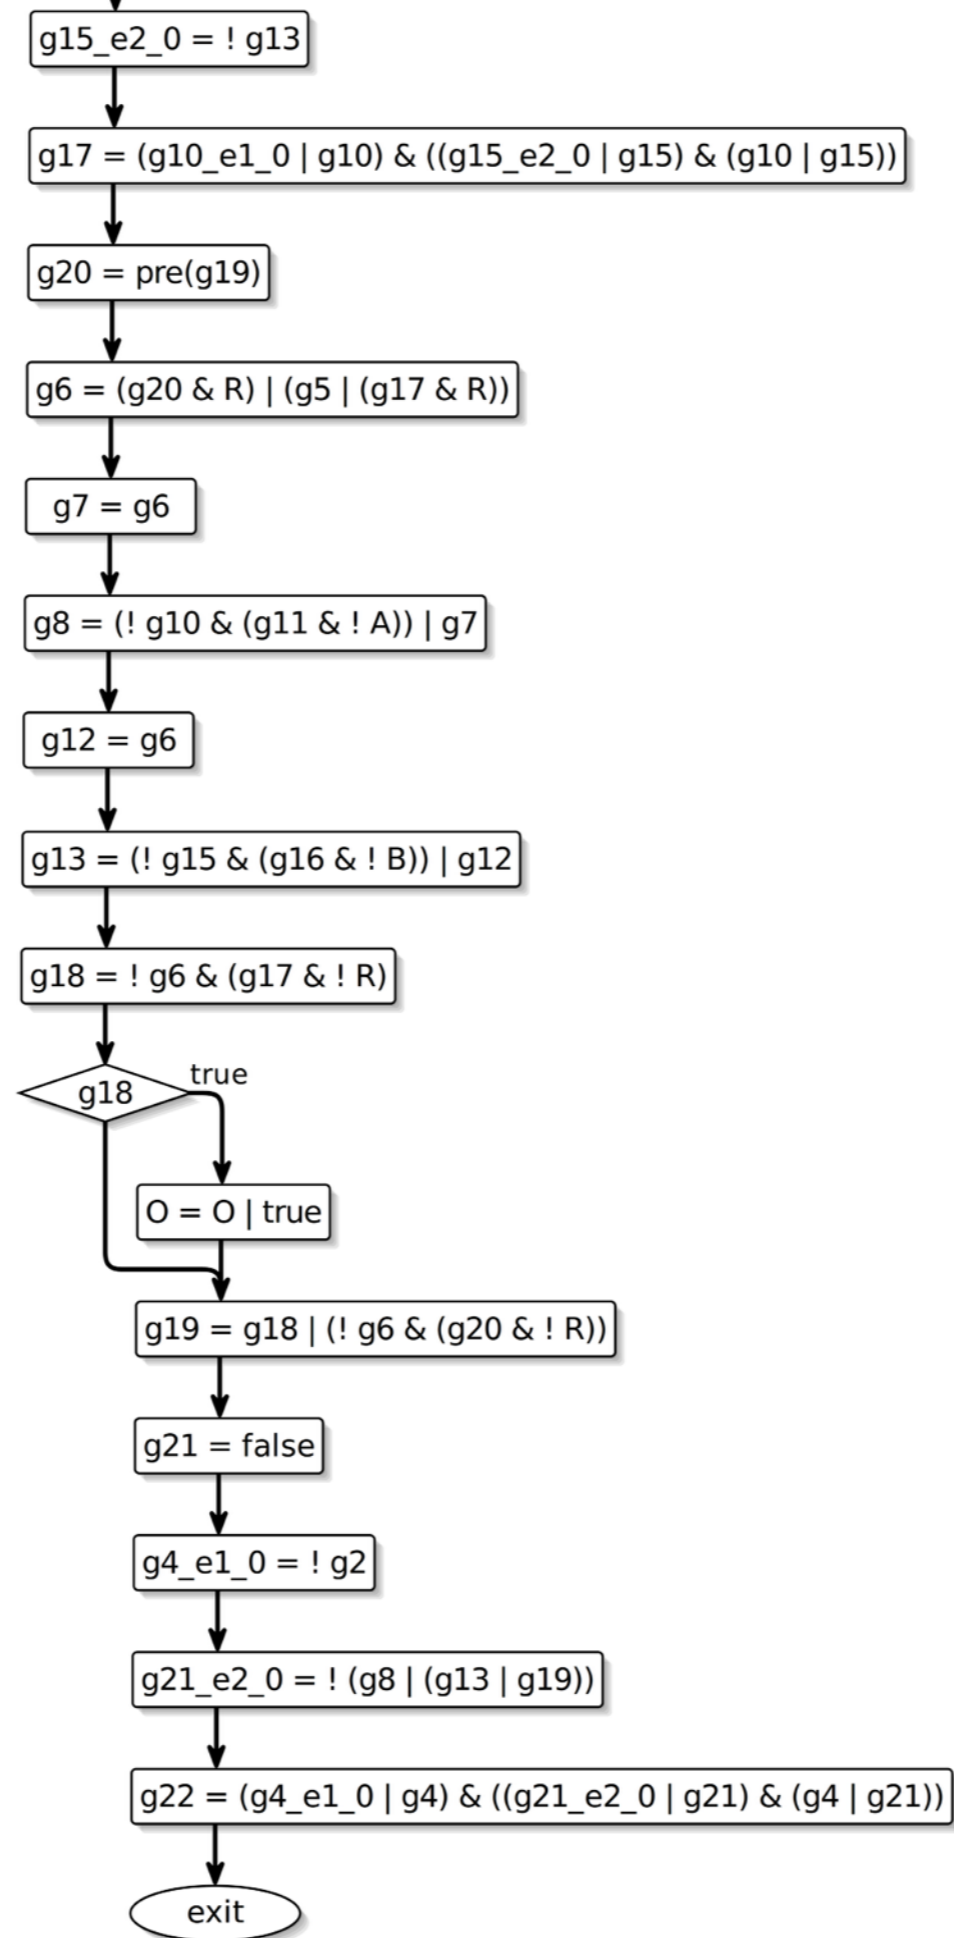 g15_e2_0 = ! g13
g17 = (g10_e1_0 | g10) & ((g15_e2_0 | g15) & (g10 | g15))
g20 = pre(g19)
g6 = (g20 & R) | (g5 | (g17 & R))
g7 = g6
g8 = (! g10 & (g11 & ! A)) | g7
g12 = g6
g13 = (! g15 & (g16 & ! B)) | g12
g18 = ! g6 & (g17 & ! R)
true
g18
O = O | true
g19 = g18 | (! g6 & (g20 & ! R))
g21 = false
g4_e1_0 = ! g2
g21_e2_0 = ! (g8 | (g13 | g19))
g22 = (g4_e1_0 | g4) & ((g21_e2_0 | g21) & (g4 | g21))
exit